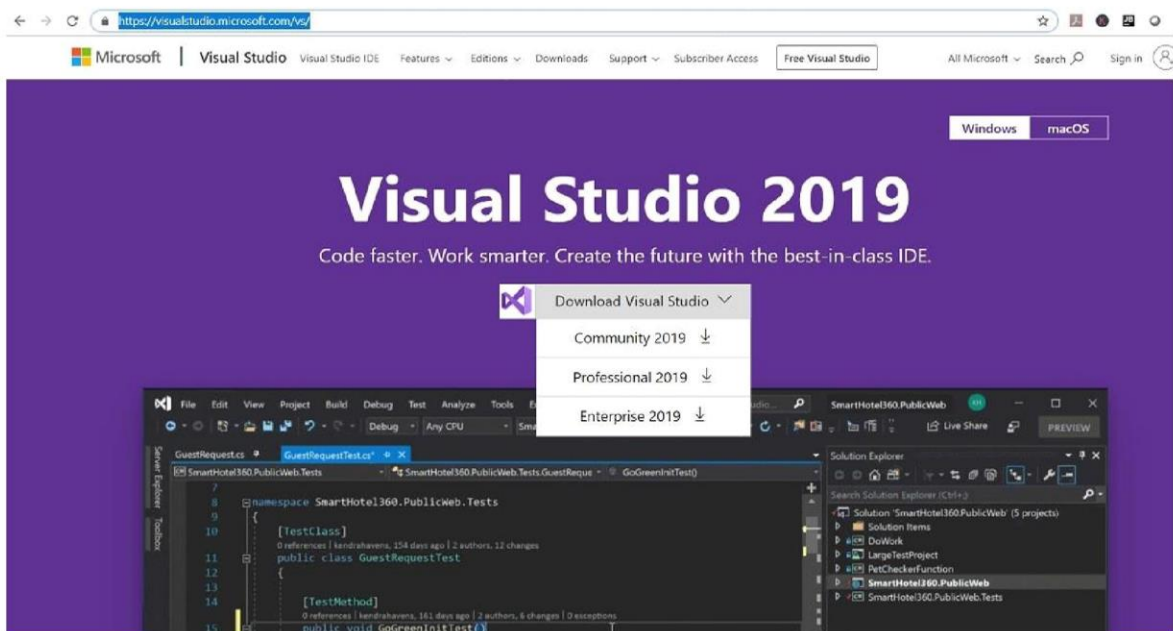 https://visualstudio.microsoft.com/vs/
Microsoft Visual Studio Visual Studio IDE Features Editions Downloads Support Subscriber Access Free Visual Studio All Microsoft Search Sign in
Windows macOS
Visual Studio 2019
Code faster. Work smarter. Create the future with the best-in-class IDE.
Download Visual Studio
Community 2019
Professional 2019
Enterprise 2019
File Edit View Project Build Debug Test Analyze Tools SmartHotel360.PublicWeb KH
Debug Any CPU Live Share PREVIEW
Server Explorer
Toolbox
GuestRequest.cs GuestRequestTest.cs*
SmartHotel360.PublicWeb.Tests SmartHotel360.PublicWeb.Tests.GuestReque GoGreenInitTest()
7
8 namespace SmartHotel360.PublicWeb.Tests
9 {
10 [TestClass]
0 references | kendrahavens, 154 days ago | 2 authors, 12 changes
11 public class GuestRequestTest
12 {
13
14 [TestMethod]
0 references | kendrahavens, 161 days ago | 2 authors, 6 changes | 0 exceptions
15 public void GoGreenInitTest()
Solution Explorer
Search Solution Explorer (Ctrl+;)
Solution 'SmartHotel360.PublicWeb' (5 projects)
Solution Items
DoWork
LargeTestProject
PetCheckerFunction
SmartHotel360.PublicWeb
SmartHotel360.PublicWeb.Tests